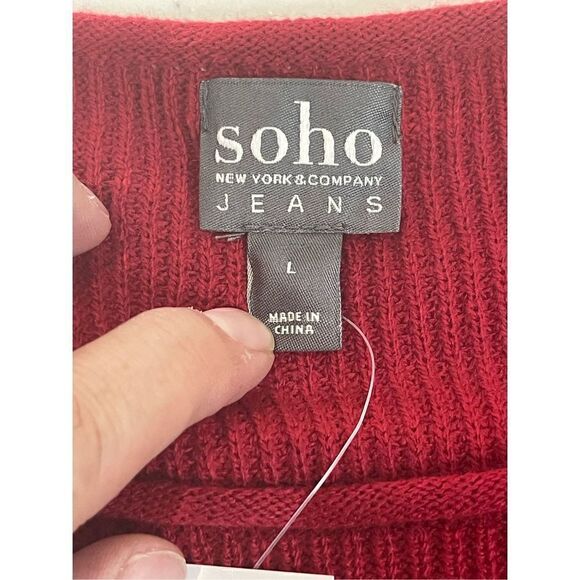 soho
NEW YORK & COMPANY
JEANS
L
MADE IN
CHINA